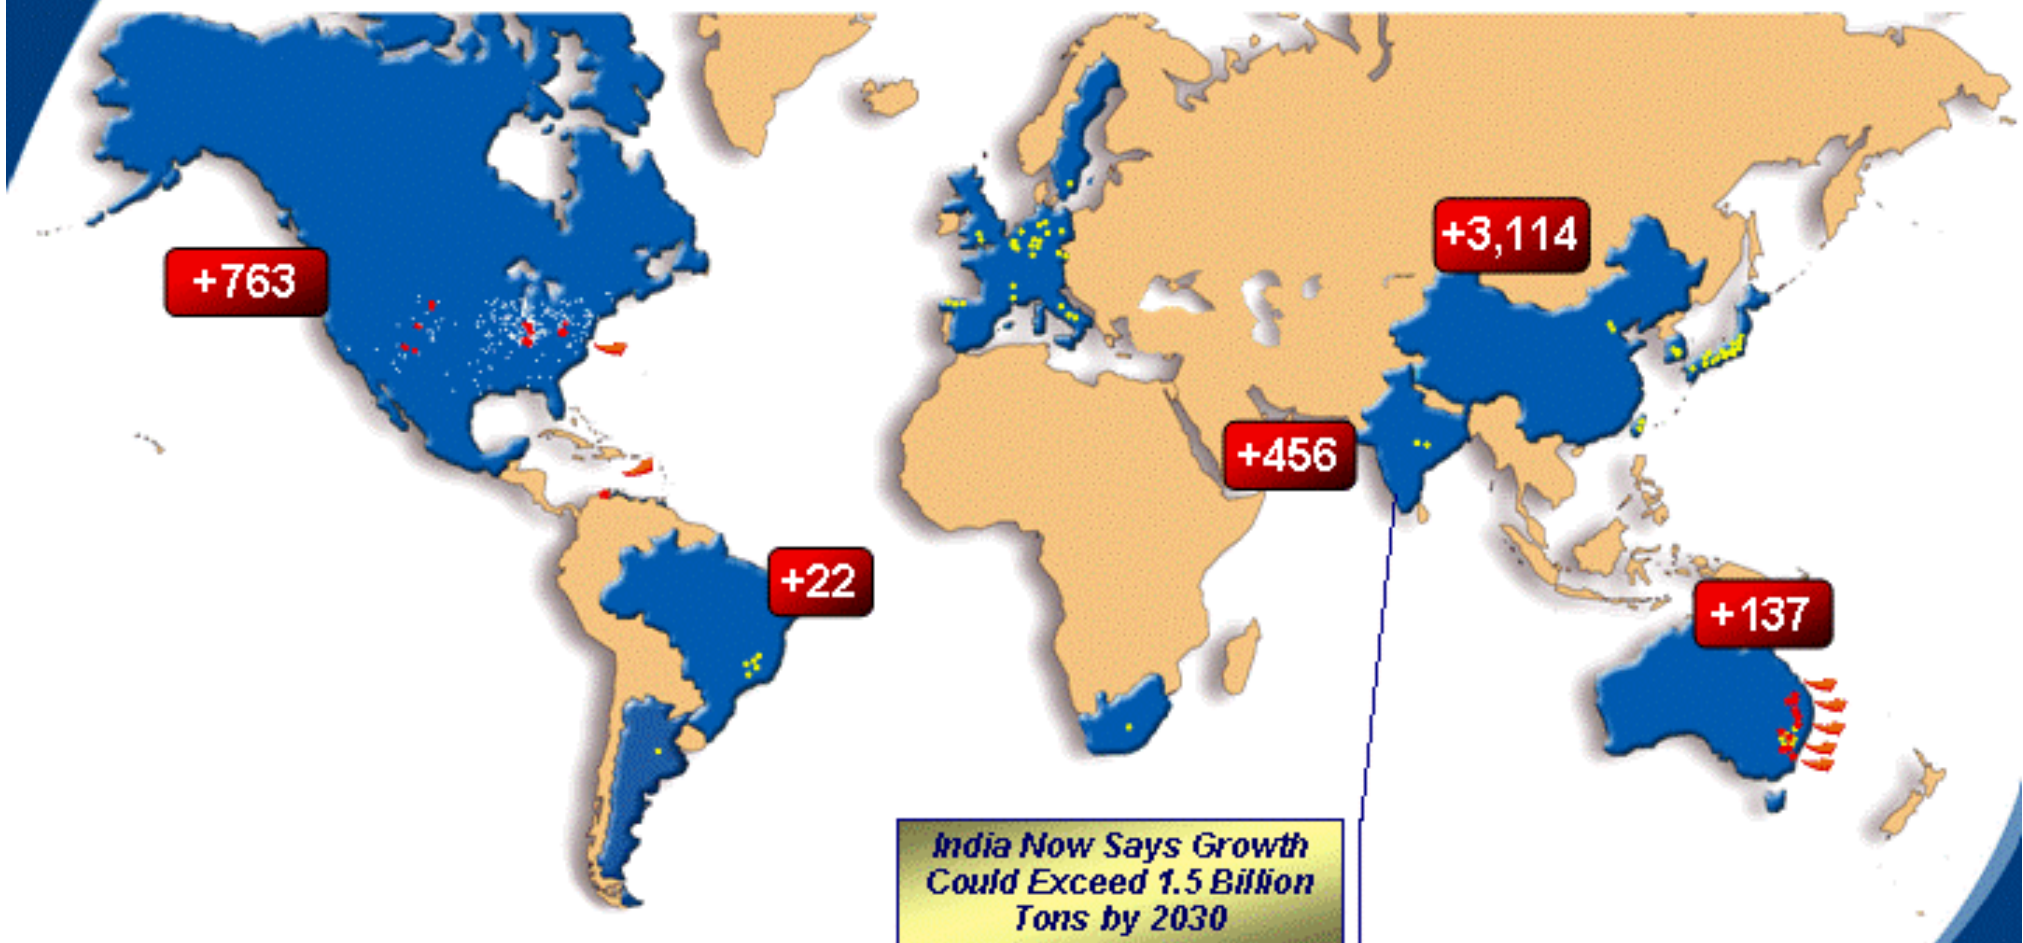 +3,114
+763
+456
+22
+137
India Now Says Growth
Could Exceed 1.5 Billion
Tons by 2030